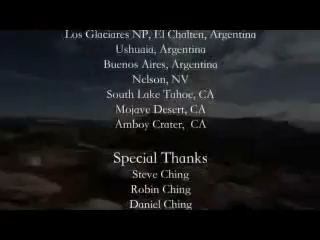 Los Glaciares NP, El Chalten, Argentina
Ushuaia, Argentina
Buenos Aires, Argentina
Nelson, NV
South Lake Tahoe, CA
Mojave Desert, CA
Amboy Crater,  CA
Special Thanks
Steve Ching
Robin Ching
Daniel Ching